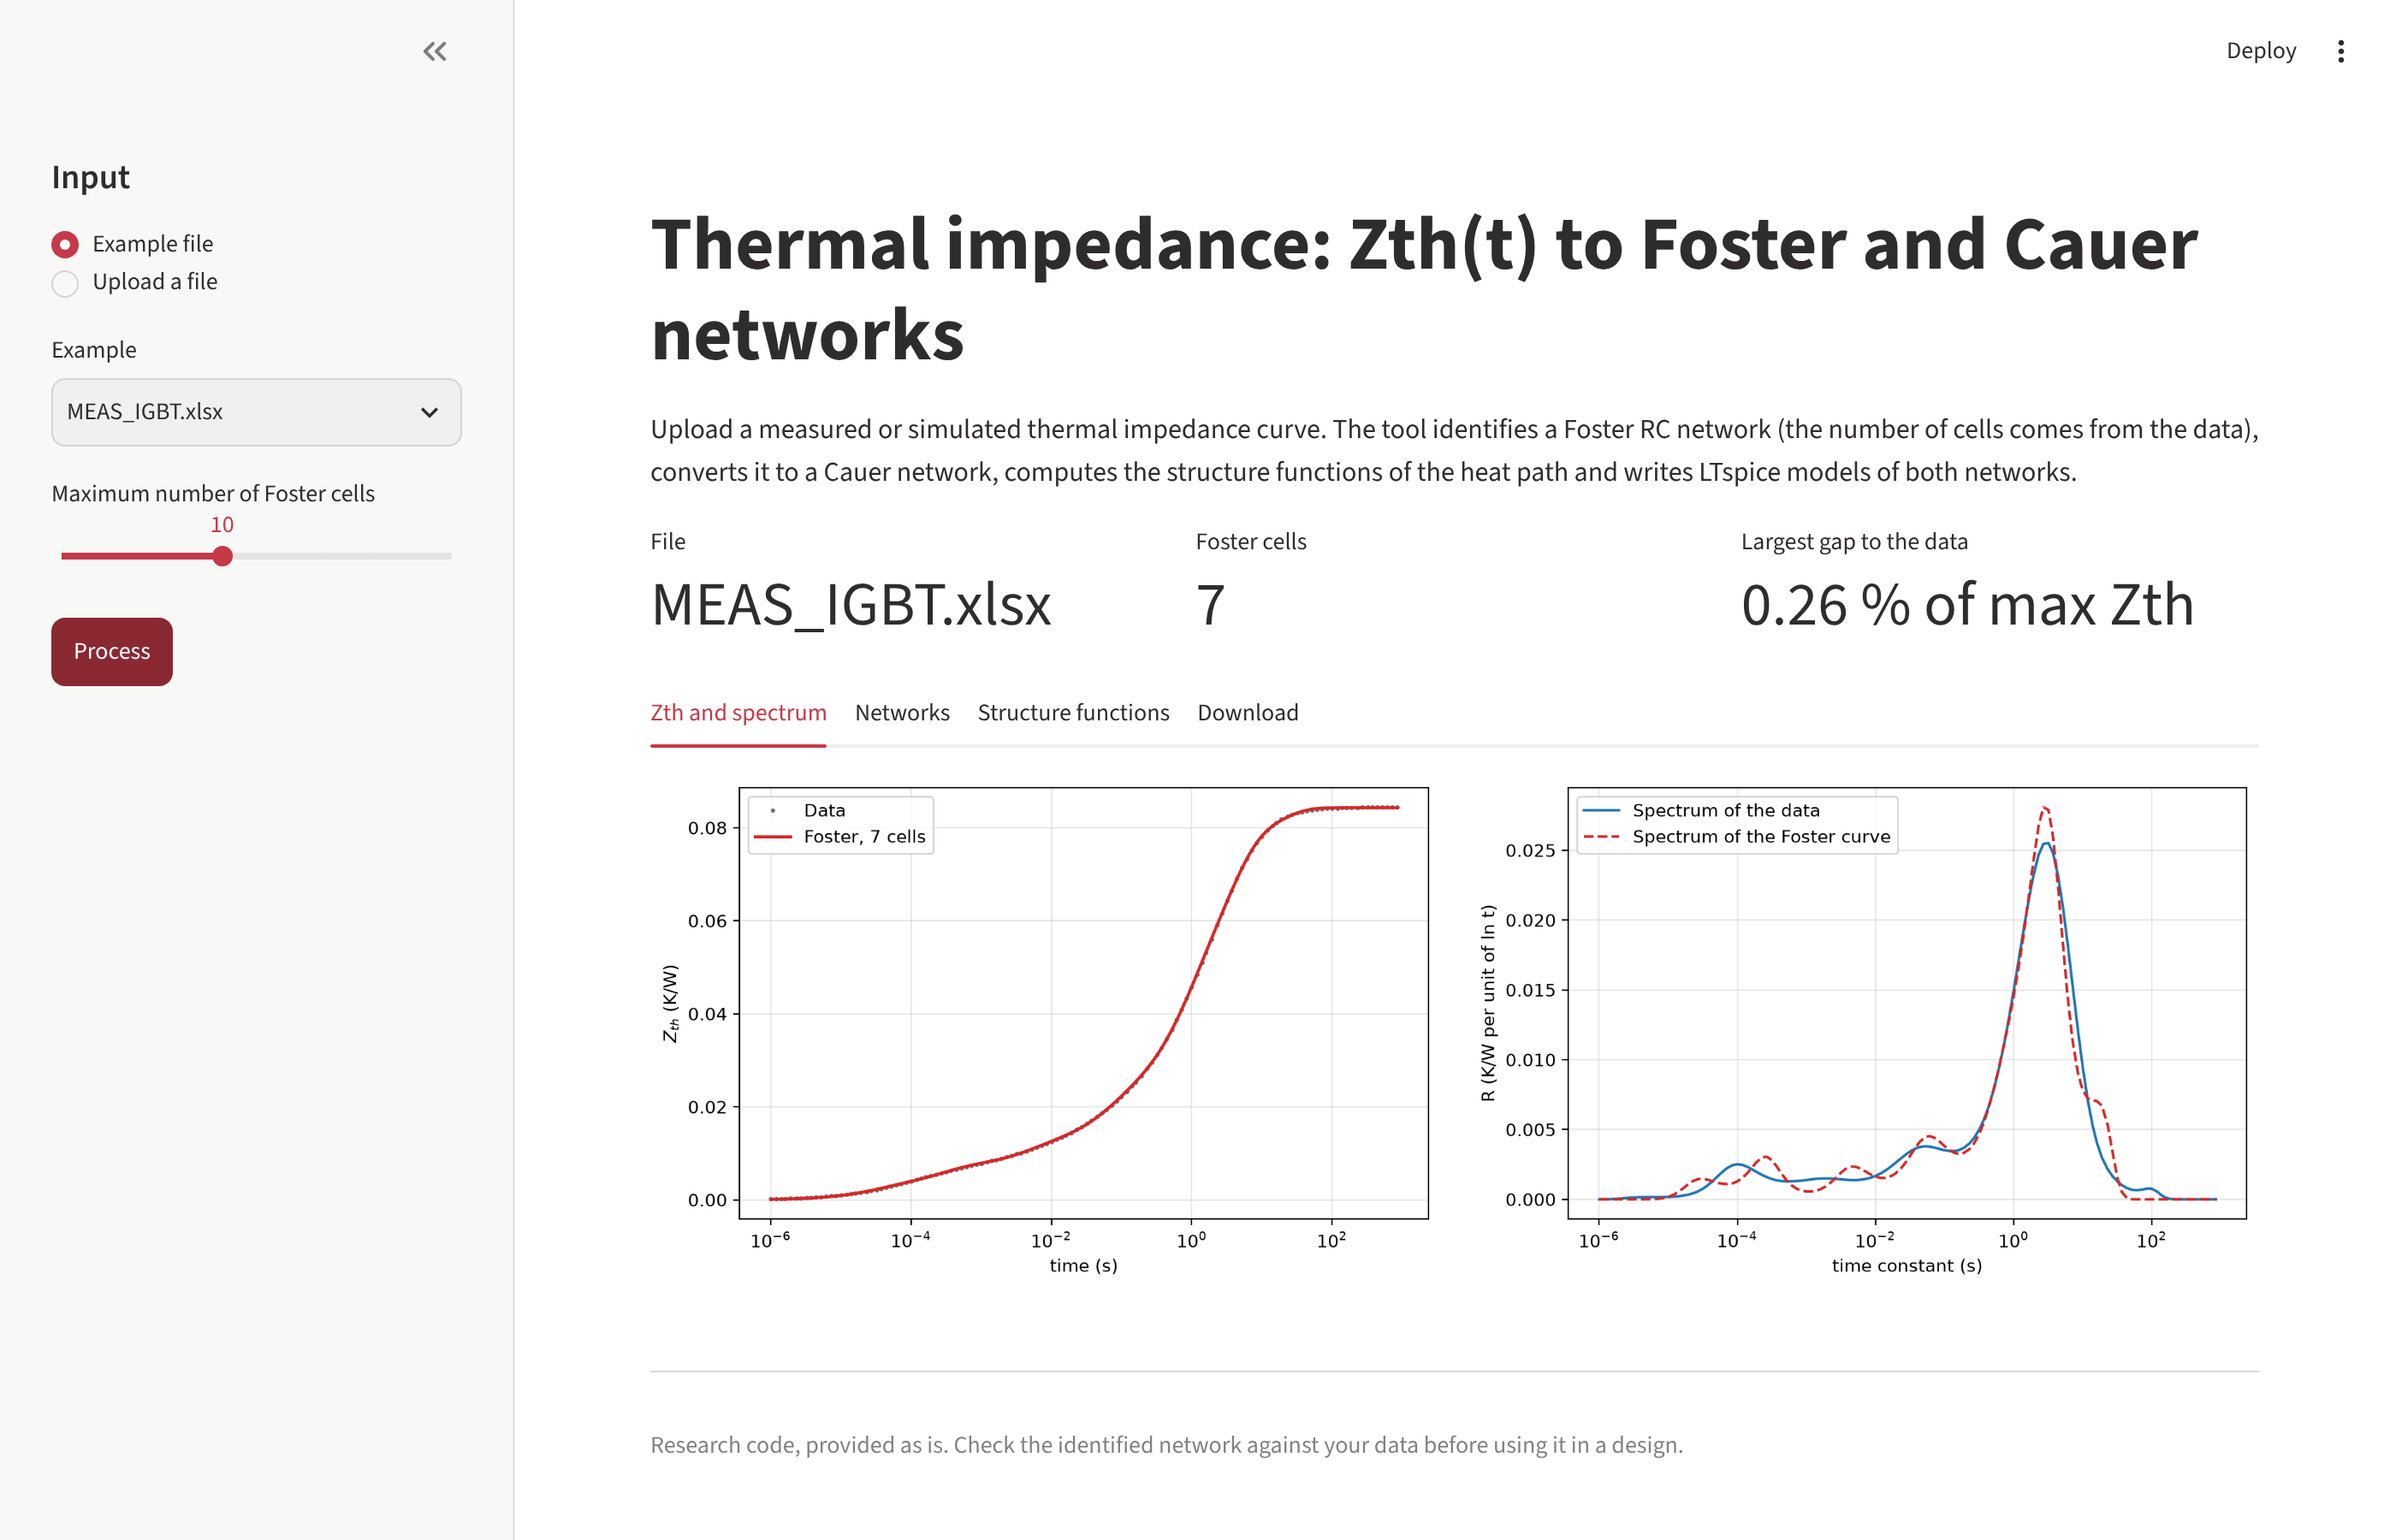 Deploy
Input
Example file
Upload a file
Example
MEAS_IGBT.xlsx
Maximum number of Foster cells
10
Process
Thermal impedance: Zth(t) to Foster and Cauer
networks
Upload a measured or simulated thermal impedance curve. The tool identifies a Foster RC network (the number of cells comes from the data),
converts it to a Cauer network, computes the structure functions of the heat path and writes LTspice models of both networks.
File
MEAS_IGBT.xlsx
Foster cells
7
Largest gap to the data
0.26 % of max Zth
Zth and spectrum Networks Structure functions Download
Data
Foster, 7 cells
Z_th (K/W)
0.08
0.06
0.04
0.02
0.00
10⁻⁶ 10⁻⁴ 10⁻² 10⁰ 10²
time (s)
Spectrum of the data
Spectrum of the Foster curve
R (K/W per unit of ln t)
0.025
0.020
0.015
0.010
0.005
0.000
10⁻⁶ 10⁻⁴ 10⁻² 10⁰ 10²
time constant (s)
Research code, provided as is. Check the identified network against your data before using it in a design.